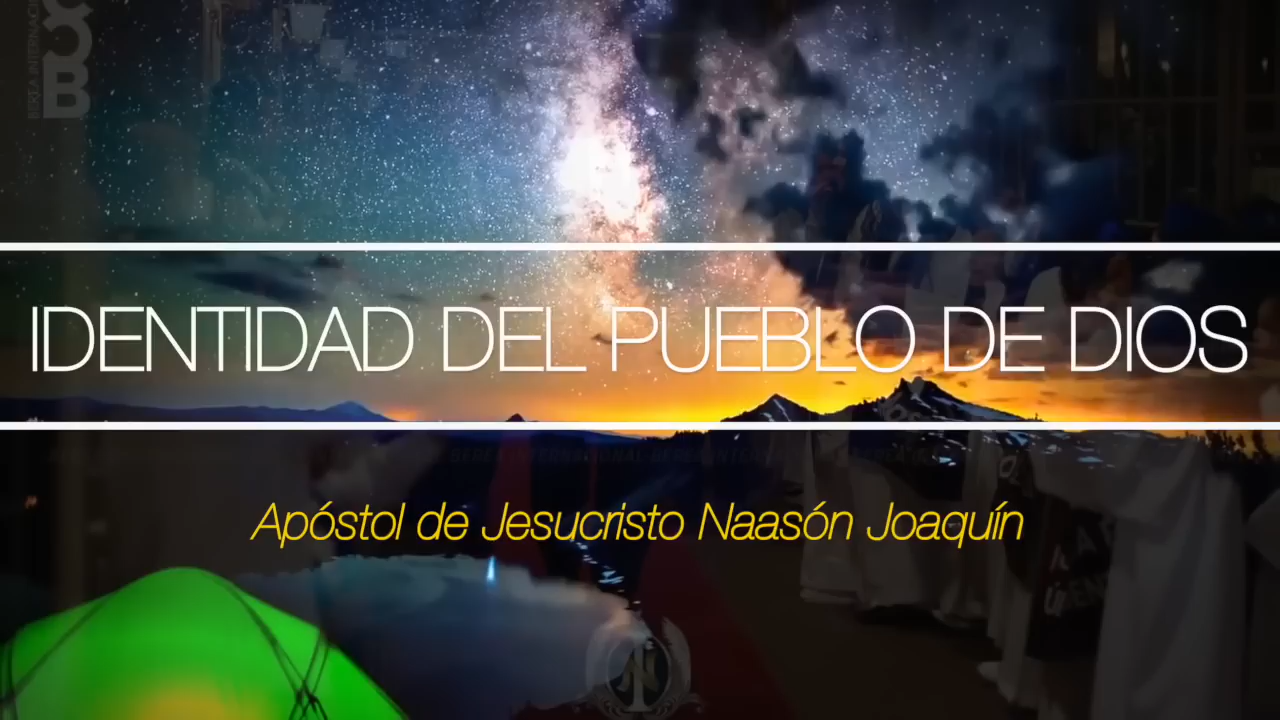 IDENTIDAD DEL PUEBLO DE DIOS
Apóstol de Jesucristo Naasón Joaquín